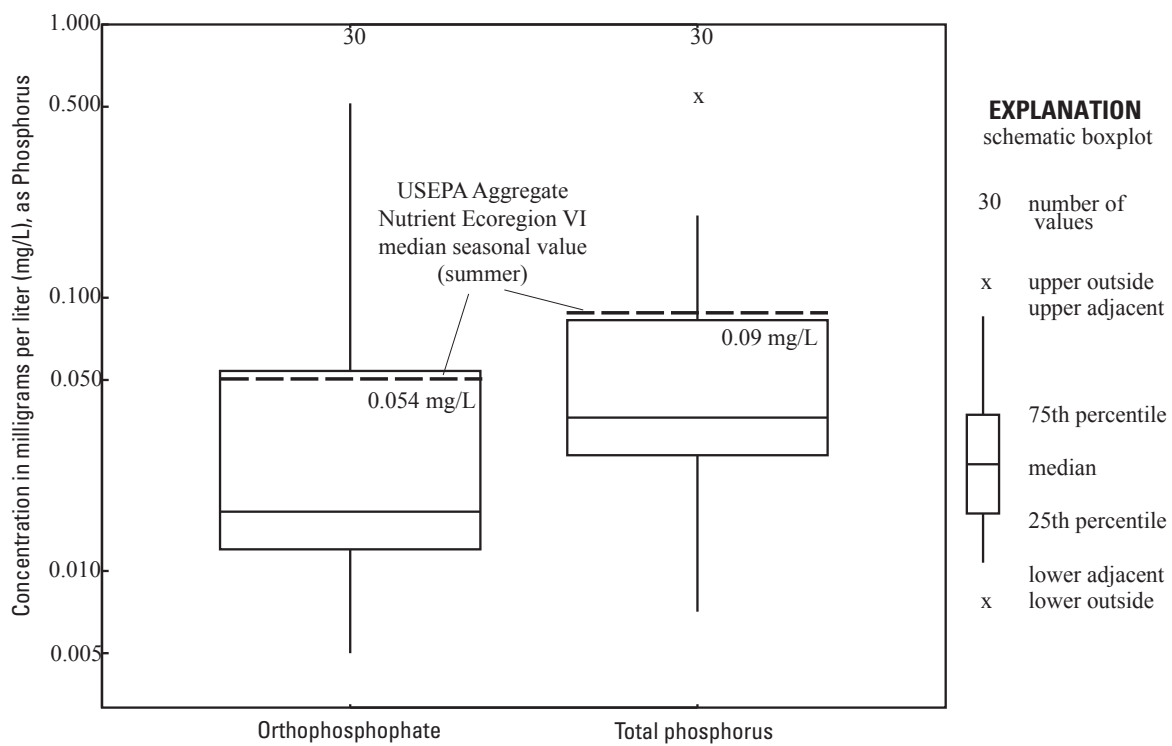 Concentration in milligrams per liter (mg/L), as Phosphorus
1.000
0.500
0.100
0.050
0.010
0.005
30
30
x
USEPA Aggregate
Nutrient Ecoregion VI
median seasonal value
(summer)
0.054 mg/L
0.09 mg/L
Orthophosphophate
Total phosphorus
EXPLANATION
schematic boxplot
30 number of
values
x upper outside
upper adjacent
75th percentile
median
25th percentile
lower adjacent
x lower outside